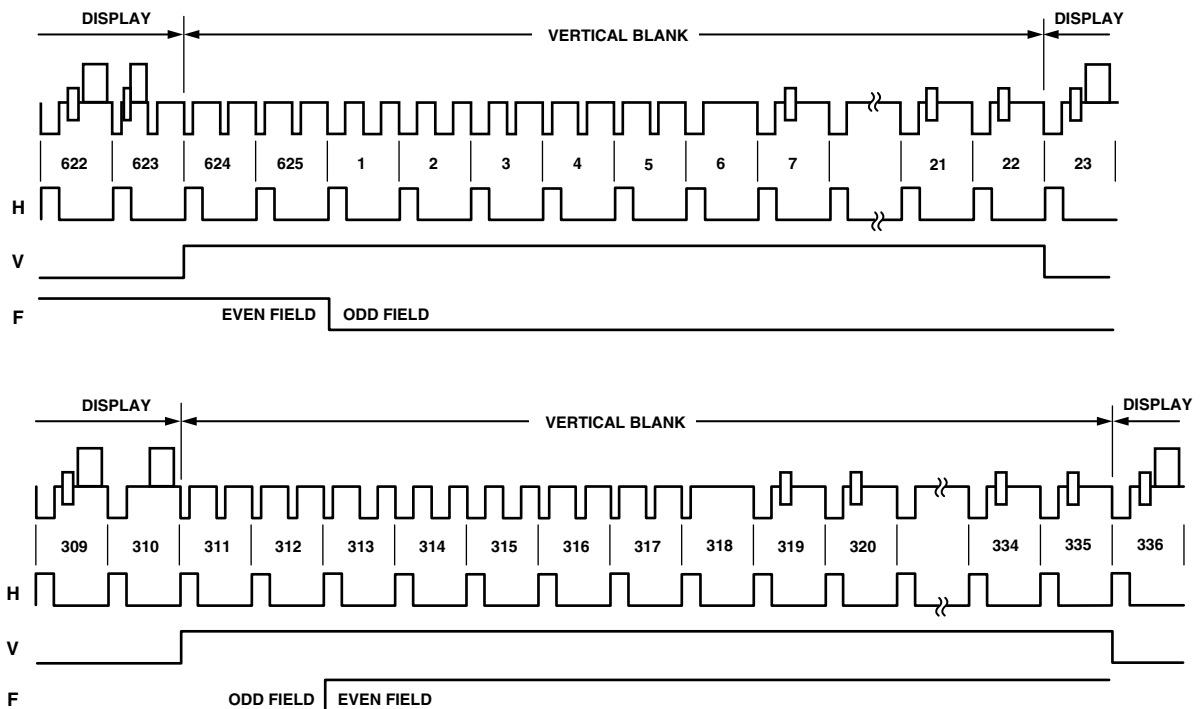 DISPLAY VERTICAL BLANK DISPLAY
622 623 624 625 1 2 3 4 5 6 7 21 22 23
H
V
F EVEN FIELD ODD FIELD
DISPLAY VERTICAL BLANK DISPLAY
309 310 311 312 313 314 315 316 317 318 319 320 334 335 336
H
V
F ODD FIELD EVEN FIELD